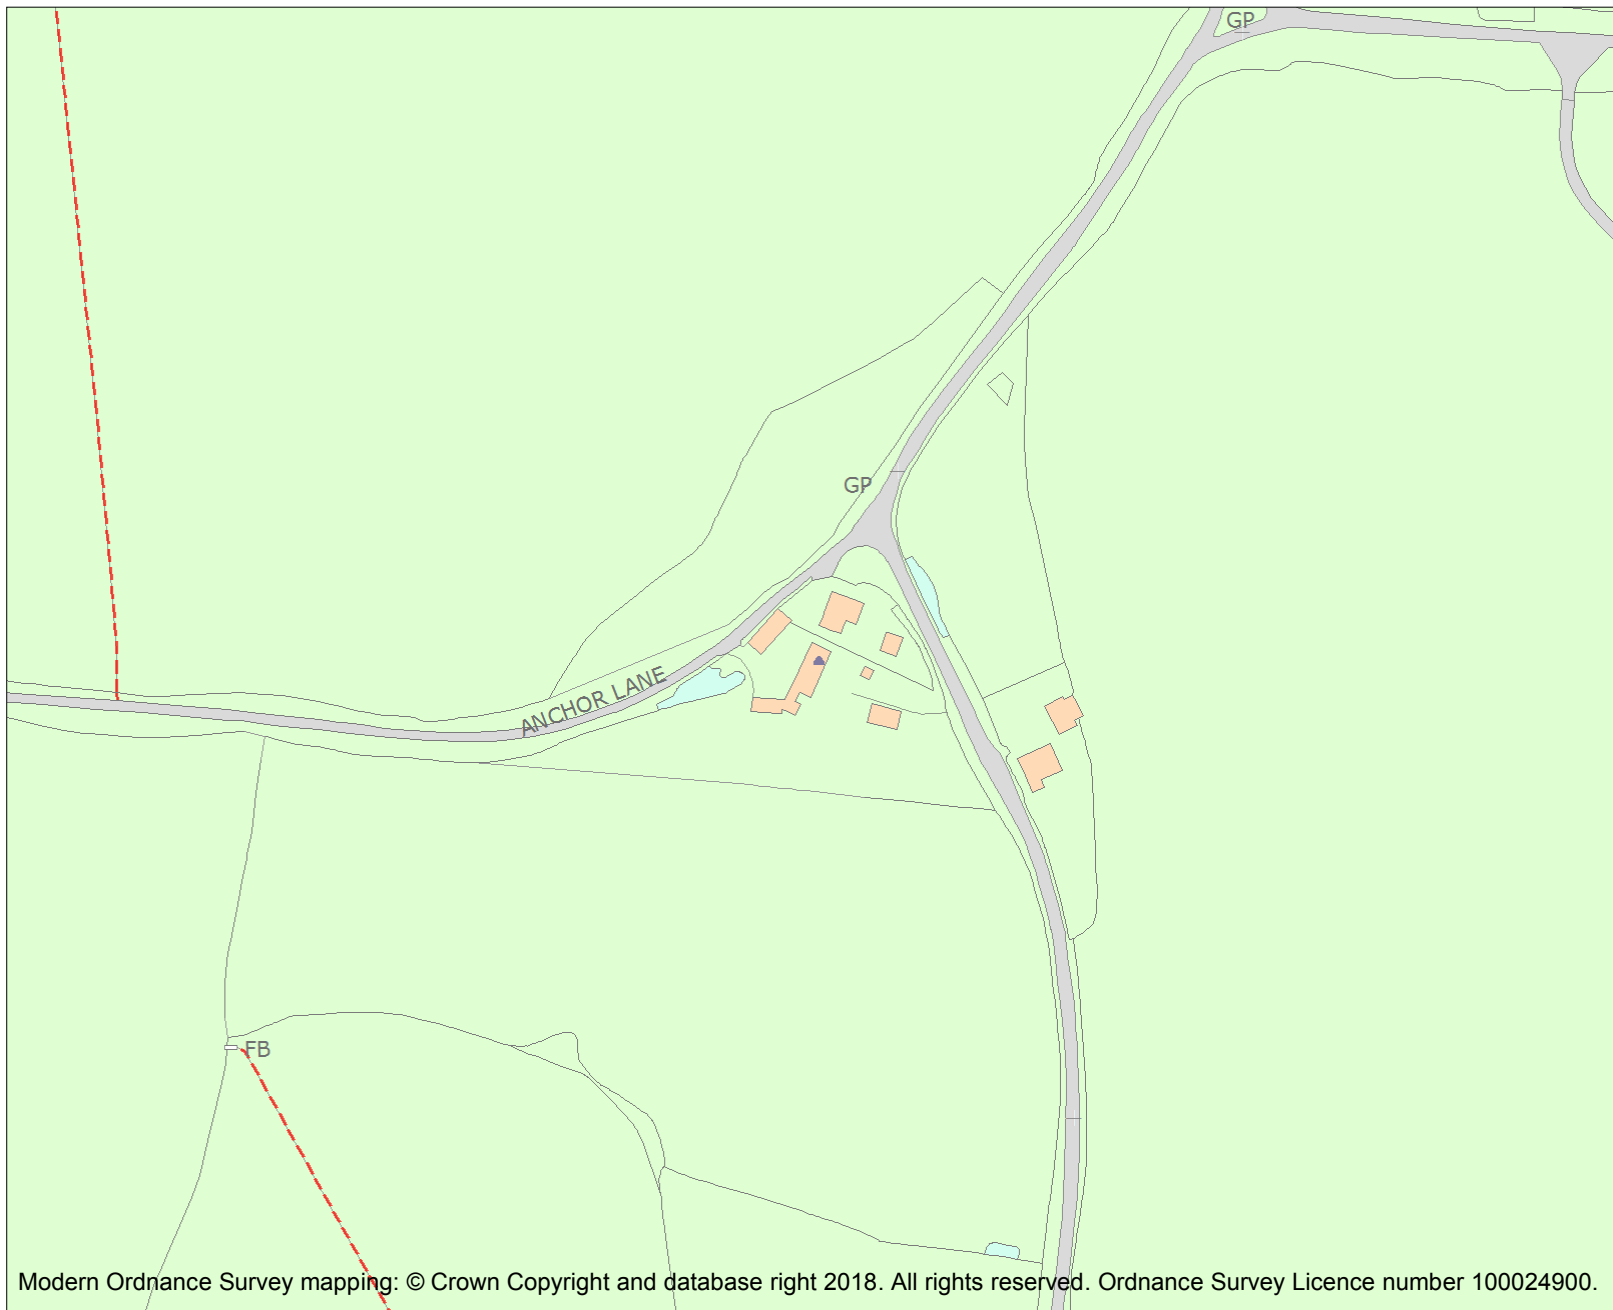 GP
GP
ANCHOR LANE
FB
Modern Ordnance Survey mapping: © Crown Copyright and database right 2018. All rights reserved. Ordnance Survey Licence number 100024900.